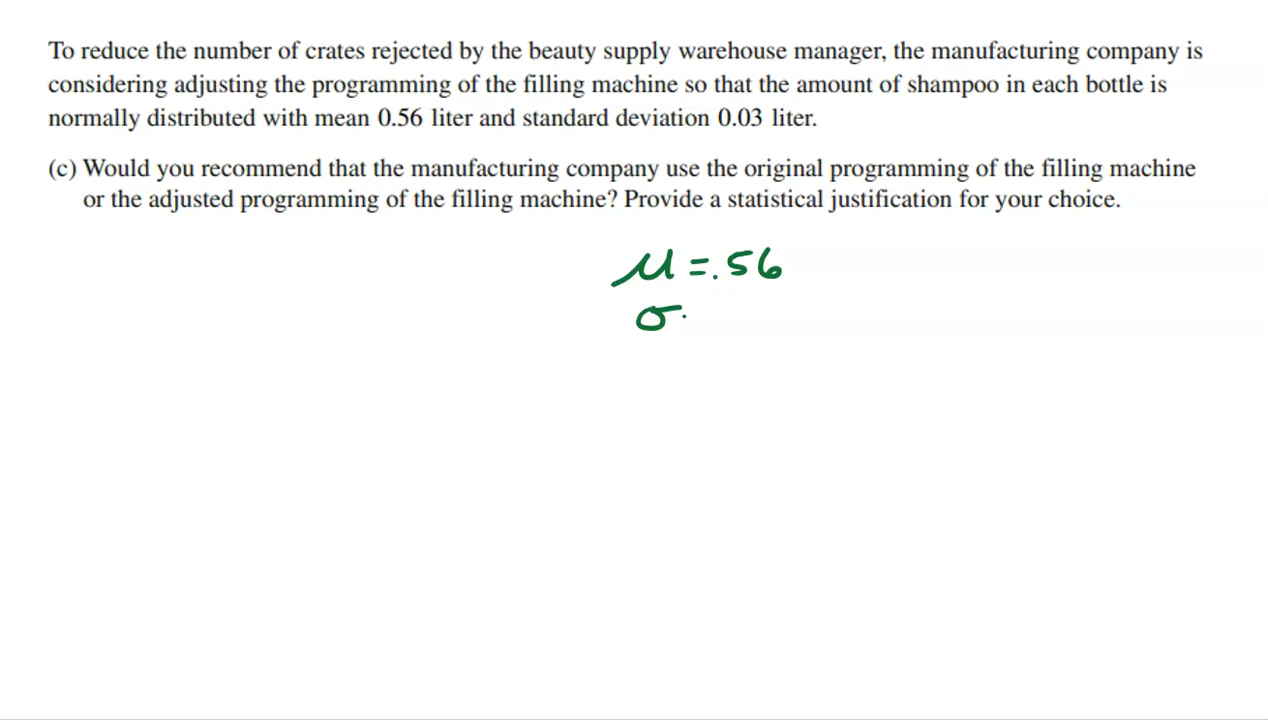 To reduce the number of crates rejected by the beauty supply warehouse manager, the manufacturing company is
considering adjusting the programming of the filling machine so that the amount of shampoo in each bottle is
normally distributed with mean 0.56 liter and standard deviation 0.03 liter.
(c) Would you recommend that the manufacturing company use the original programming of the filling machine
or the adjusted programming of the filling machine? Provide a statistical justification for your choice.
μ = .56
σ